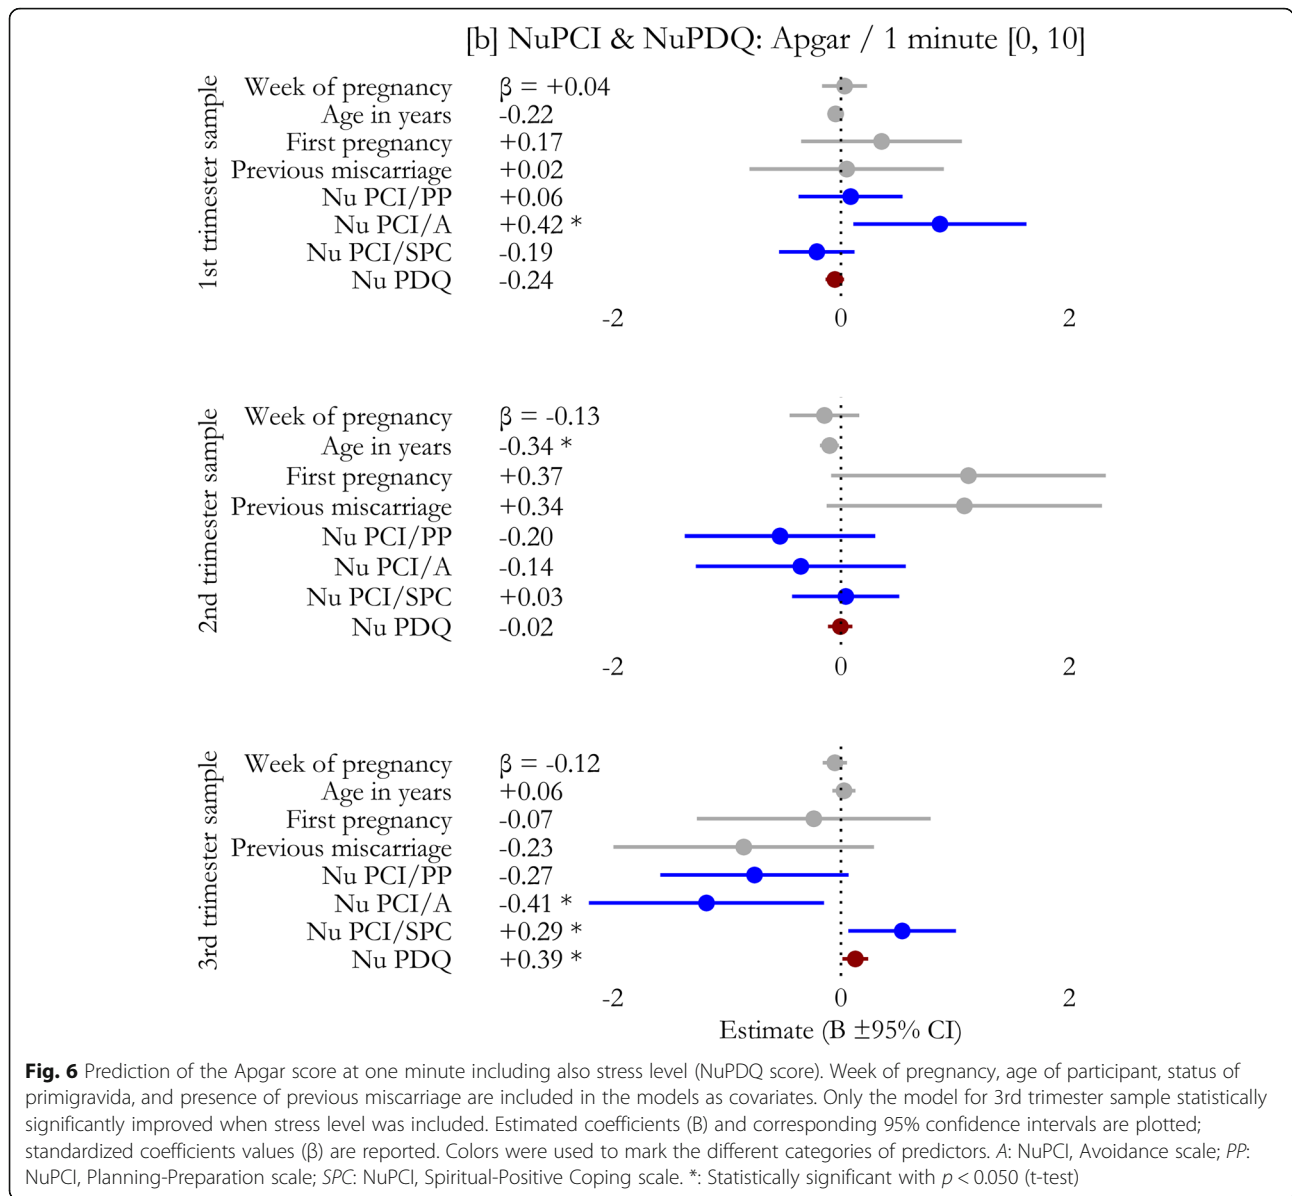 [b] NuPCI & NuPDQ: Apgar / 1 minute [0, 10]
1st trimester sample
Week of pregnancy β = +0.04
Age in years -0.22
First pregnancy +0.17
Previous miscarriage +0.02
Nu PCI/PP +0.06
Nu PCI/A +0.42 *
Nu PCI/SPC -0.19
Nu PDQ -0.24
-2 0 2
2nd trimester sample
Week of pregnancy β = -0.13
Age in years -0.34 *
First pregnancy +0.37
Previous miscarriage +0.34
Nu PCI/PP -0.20
Nu PCI/A -0.14
Nu PCI/SPC +0.03
Nu PDQ -0.02
-2 0 2
3rd trimester sample
Week of pregnancy β = -0.12
Age in years +0.06
First pregnancy -0.07
Previous miscarriage -0.23
Nu PCI/PP -0.27
Nu PCI/A -0.41 *
Nu PCI/SPC +0.29 *
Nu PDQ +0.39 *
-2 0 2
Estimate (B ±95% CI)
Fig. 6 Prediction of the Apgar score at one minute including also stress level (NuPDQ score). Week of pregnancy, age of participant, status of
primigravida, and presence of previous miscarriage are included in the models as covariates. Only the model for 3rd trimester sample statistically
significantly improved when stress level was included. Estimated coefficients (B) and corresponding 95% confidence intervals are plotted;
standardized coefficients values (β) are reported. Colors were used to mark the different categories of predictors. A: NuPCI, Avoidance scale; PP:
NuPCI, Planning-Preparation scale; SPC: NuPCI, Spiritual-Positive Coping scale. *: Statistically significant with p < 0.050 (t-test)